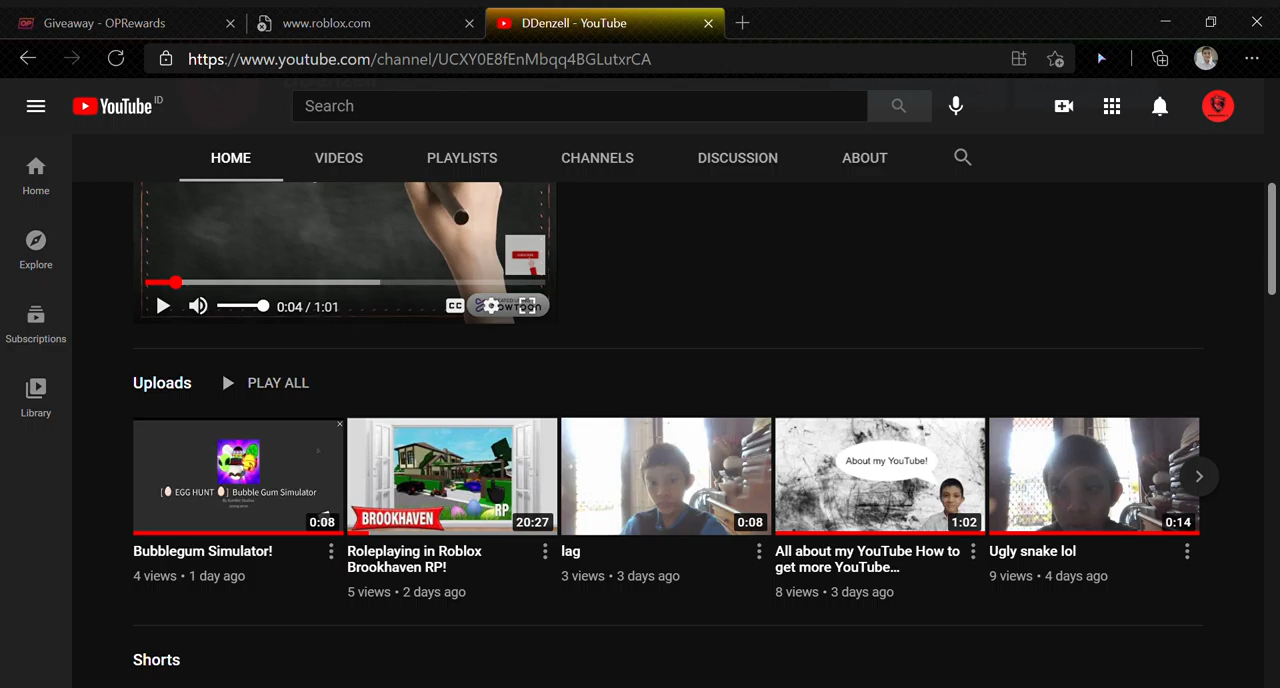 Giveaway - OPRewards
www.roblox.com
DDenzell - YouTube
https://www.youtube.com/channel/UCXY0E8fEnMbqq4BGLutxrCA
YouTube ID
Search
HOME
VIDEOS
PLAYLISTS
CHANNELS
DISCUSSION
ABOUT
Home
Explore
Subscriptions
Library
0:04 / 1:01
CC
Uploads
PLAY ALL
[🥚 EGG HUNT 🥚] Bubble Gum Simulator
0:08
BROOKHAVEN
RP
20:27
0:08
About my YouTube!
1:02
0:14
Bubblegum Simulator!
4 views • 1 day ago
Roleplaying in Roblox
Brookhaven RP!
5 views • 2 days ago
lag
3 views • 3 days ago
All about my YouTube How to
get more YouTube...
8 views • 3 days ago
Ugly snake lol
9 views • 4 days ago
Shorts